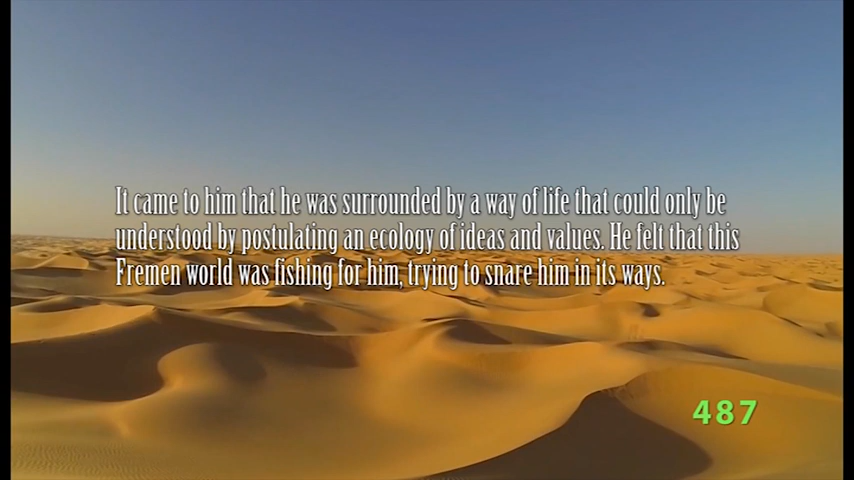 It came to him that he was surrounded by a way of life that could only be
understood by postulating an ecology of ideas and values. He felt that this
Fremen world was fishing for him, trying to snare him in its ways.
487